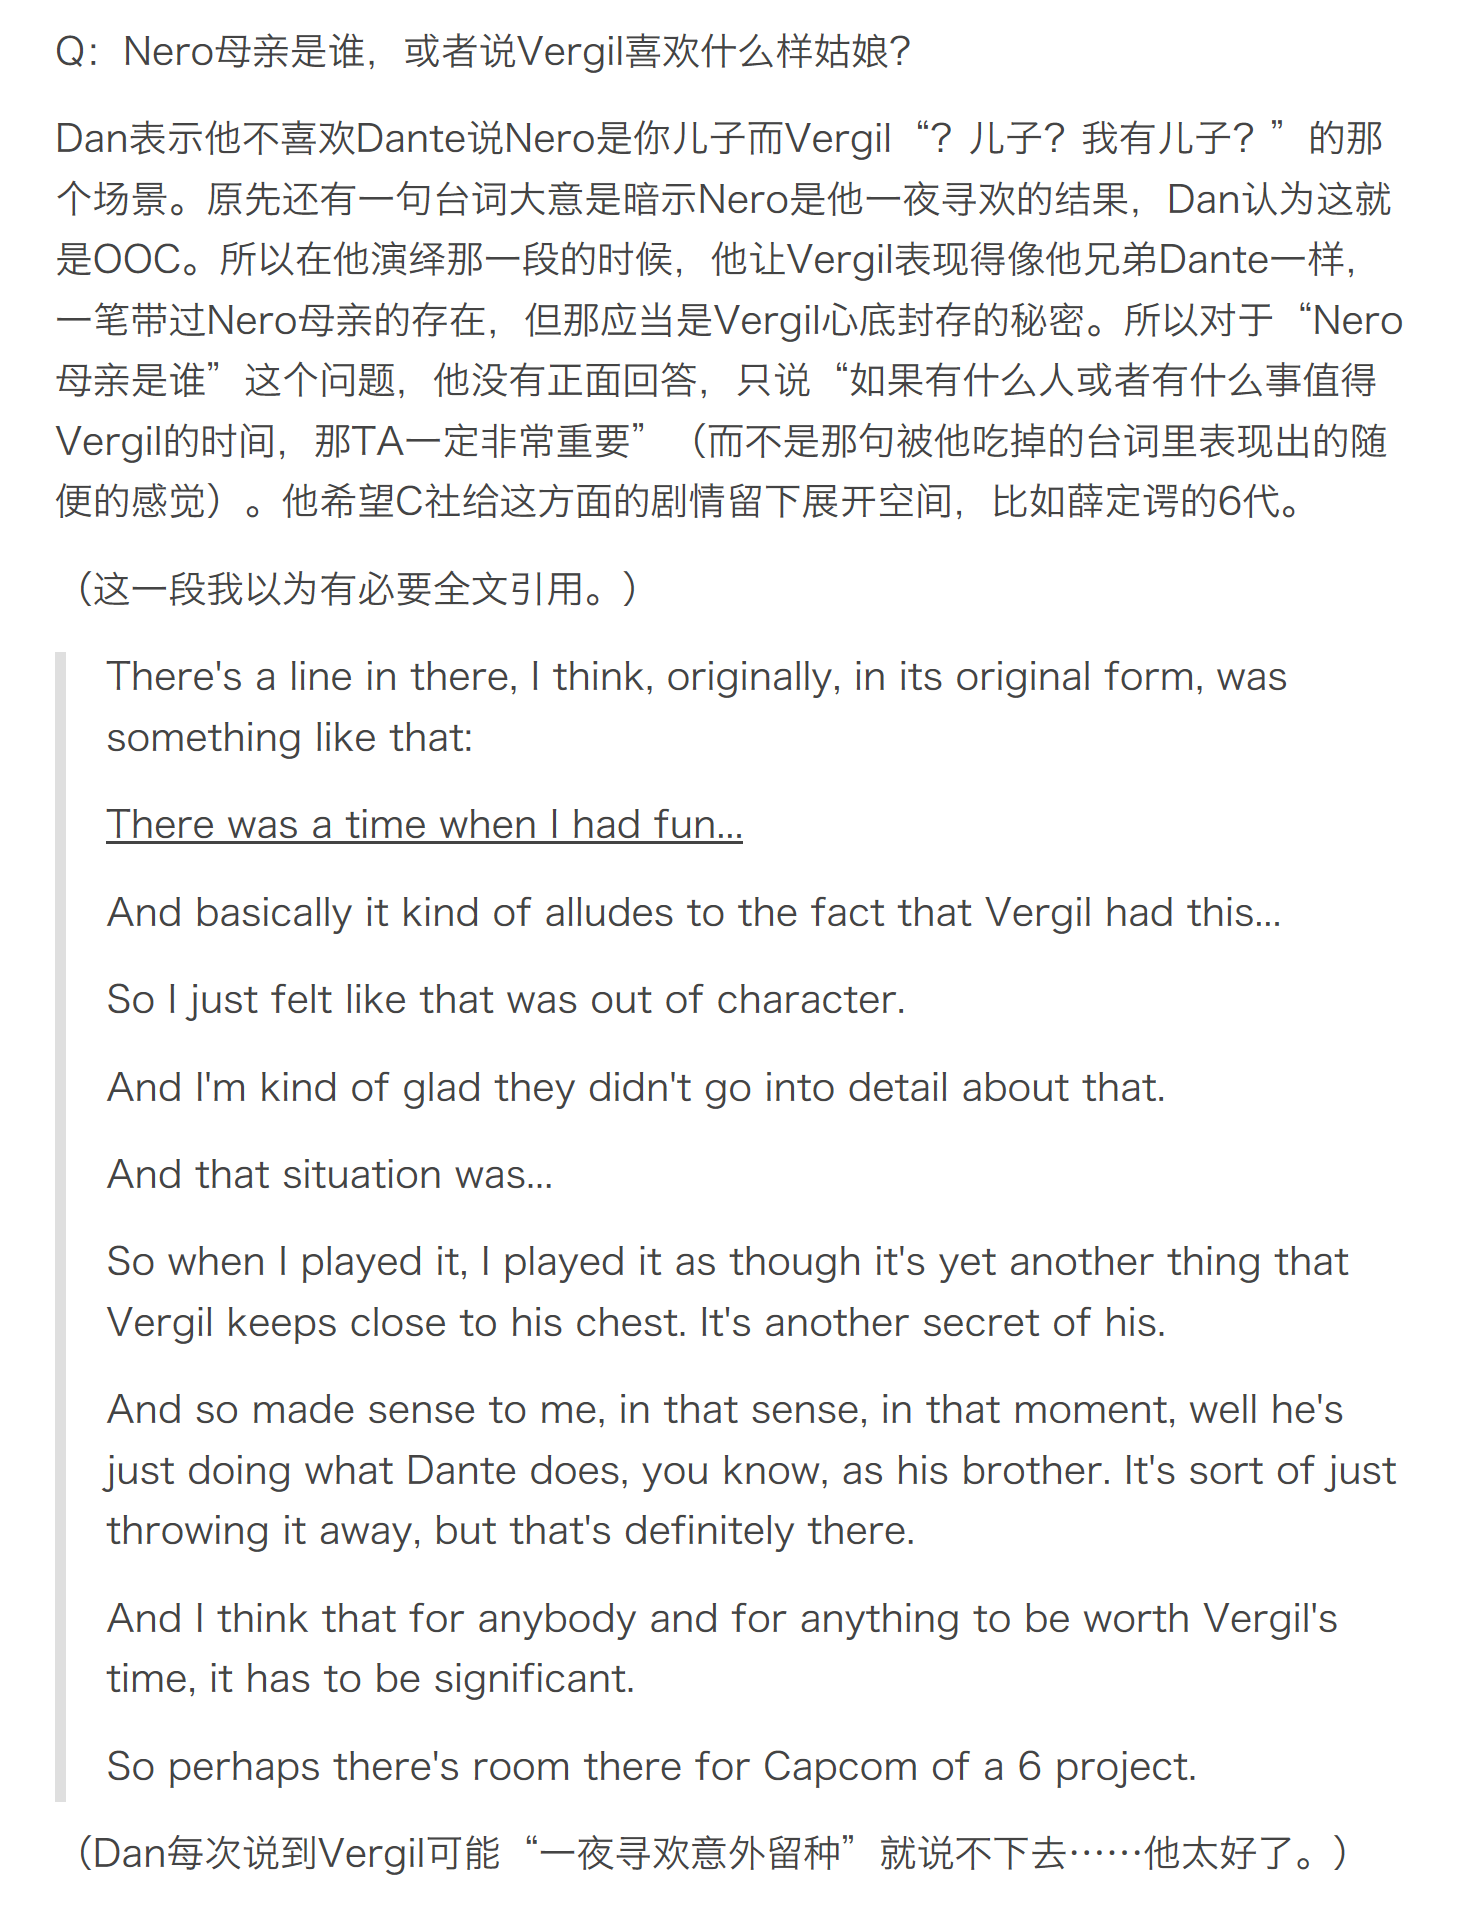 Q：Nero母亲是谁，或者说Vergil喜欢什么样姑娘？
Dan表示他不喜欢Dante说Nero是你儿子而Vergil“？儿子？我有儿子？”的那
个场景。原先还有一句台词大意是暗示Nero是他一夜寻欢的结果，Dan认为这就
是OOC。所以在他演绎那一段的时候，他让Vergil表现得像他兄弟Dante一样，
一笔带过Nero母亲的存在，但那应当是Vergil心底封存的秘密。所以对于“Nero
母亲是谁”这个问题，他没有正面回答，只说“如果有什么人或者有什么事值得
Vergil的时间，那TA一定非常重要”（而不是那句被他吃掉的台词里表现出的随
便的感觉）。他希望C社给这方面的剧情留下展开空间，比如薛定谔的6代。
（这一段我以为有必要全文引用。）
There's a line in there, I think, originally, in its original form, was
something like that:
There was a time when I had fun...
And basically it kind of alludes to the fact that Vergil had this...
So I just felt like that was out of character.
And I'm kind of glad they didn't go into detail about that.
And that situation was...
So when I played it, I played it as though it's yet another thing that
Vergil keeps close to his chest. It's another secret of his.
And so made sense to me, in that sense, in that moment, well he's
just doing what Dante does, you know, as his brother. It's sort of just
throwing it away, but that's definitely there.
And I think that for anybody and for anything to be worth Vergil's
time, it has to be significant.
So perhaps there's room there for Capcom of a 6 project.
（Dan每次说到Vergil可能“一夜寻欢意外留种”就说不下去……他太好了。）